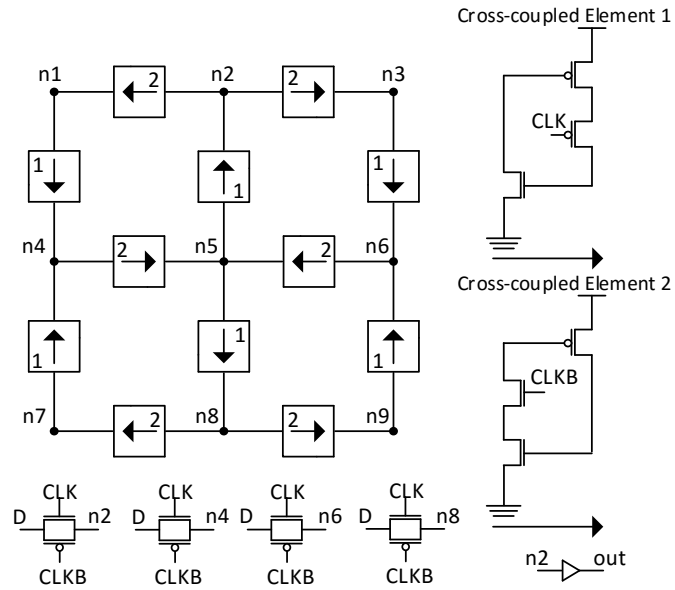 Cross-coupled Element 1
n1 2 n2 2 n3
CLK
1 1 1
n4 2 n5 2 n6
Cross-coupled Element 2
1 1 1
CLKB
n7 2 n8 2 n9
CLK CLK CLK CLK
D n2 D n4 D n6 D n8
CLKB CLKB CLKB CLKB
n2 out